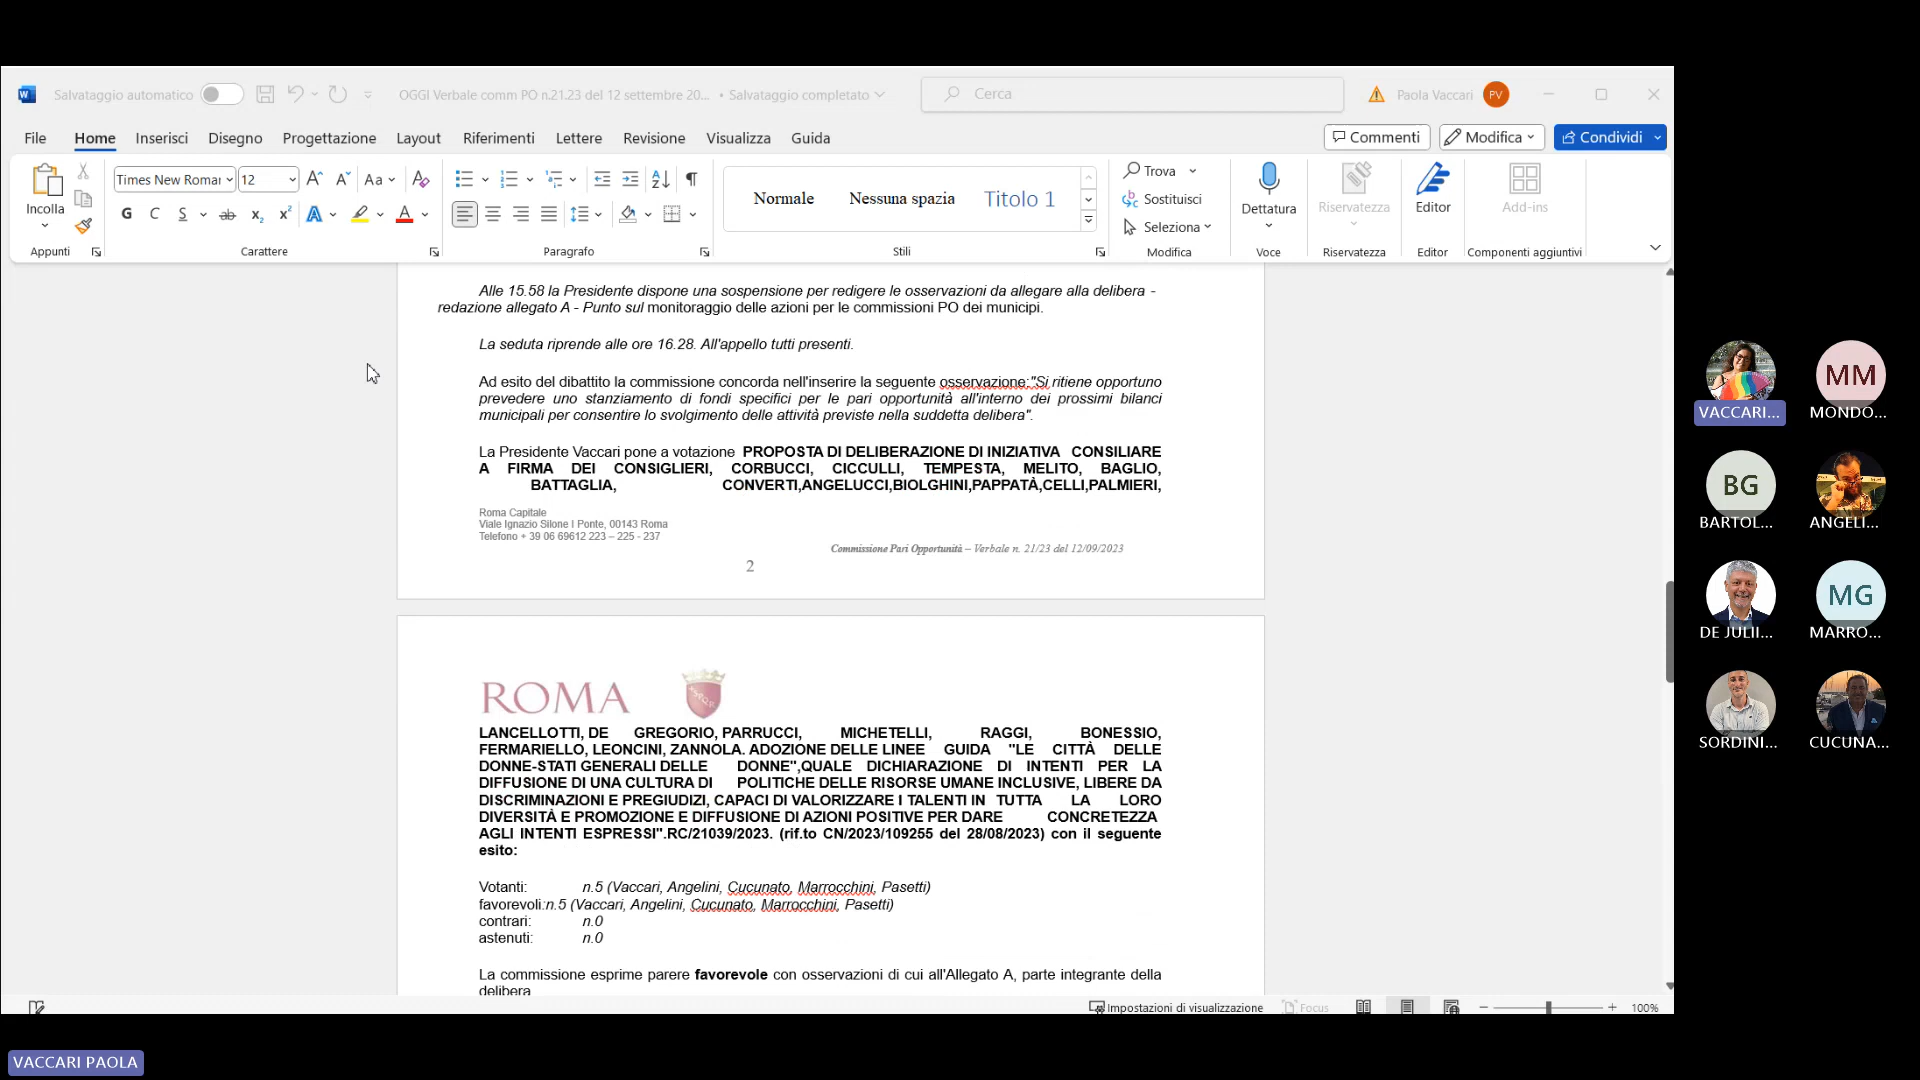 Salvataggio automatico
OGGI Verbale comm PO n.21.23 del 12 settembre 20... • Salvataggio completato
Cerca
Paola Vaccari
PV
File Home Inserisci Disegno Progettazione Layout Riferimenti Lettere Revisione Visualizza Guida
Commenti
Modifica
Condividi
Incolla
Times New Roman
12
Aa
G C S ab x₂ x²
Normale
Nessuna spazia
Titolo 1
Trova
Sostituisci
Seleziona
Dettatura
Riservatezza
Editor
Add-ins
Appunti
Carattere
Paragrafo
Stili
Modifica
Voce
Riservatezza
Editor
Componenti aggiuntivi
Alle 15.58 la Presidente dispone una sospensione per redigere le osservazioni da allegare alla delibera -
redazione allegato A - Punto sul monitoraggio delle azioni per le commissioni PO dei municipi.
La seduta riprende alle ore 16.28. All'appello tutti presenti.
Ad esito del dibattito la commissione concorda nell'inserire la seguente osservazione:"Si ritiene opportuno
prevedere uno stanziamento di fondi specifici per le pari opportunità all'interno dei prossimi bilanci
municipali per consentire lo svolgimento delle attività previste nella suddetta delibera".
La Presidente Vaccari pone a votazione PROPOSTA DI DELIBERAZIONE DI INIZIATIVA CONSILIARE
A FIRMA DEI CONSIGLIERI, CORBUCCI, CICCULLI, TEMPESTA, MELITO, BAGLIO,
BATTAGLIA, CONVERTI,ANGELUCCI,BIOLGHINI,PAPPATÀ,CELLI,PALMIERI,
Roma Capitale
Viale Ignazio Silone I Ponte, 00143 Roma
Telefono + 39 06 69612 223 – 225 - 237
Commissione Pari Opportunità – Verbale n. 21/23 del 12/09/2023
2
ROMA
LANCELLOTTI, DE GREGORIO, PARRUCCI, MICHETELLI, RAGGI, BONESSIO,
FERMARIELLO, LEONCINI, ZANNOLA. ADOZIONE DELLE LINEE GUIDA "LE CITTÀ DELLE
DONNE-STATI GENERALI DELLE DONNE",QUALE DICHIARAZIONE DI INTENTI PER LA
DIFFUSIONE DI UNA CULTURA DI POLITICHE DELLE RISORSE UMANE INCLUSIVE, LIBERE DA
DISCRIMINAZIONI E PREGIUDIZI, CAPACI DI VALORIZZARE I TALENTI IN TUTTA LA LORO
DIVERSITÀ E PROMOZIONE E DIFFUSIONE DI AZIONI POSITIVE PER DARE CONCRETEZZA
AGLI INTENTI ESPRESSI".RC/21039/2023. (rif.to CN/2023/109255 del 28/08/2023) con il seguente
esito:
Votanti: n.5 (Vaccari, Angelini, Cucunato, Marrocchini, Pasetti)
favorevoli:n.5 (Vaccari, Angelini, Cucunato, Marrocchini, Pasetti)
contrari: n.0
astenuti: n.0
La commissione esprime parere favorevole con osservazioni di cui all'Allegato A, parte integrante della
delibera
Impostazioni di visualizzazione
Focus
100%
VACCARI...
MM
MONDO...
BG
BARTOL...
ANGELI...
DE JULII...
MG
MARRO...
SORDINI...
CUCUNA...
VACCARI PAOLA